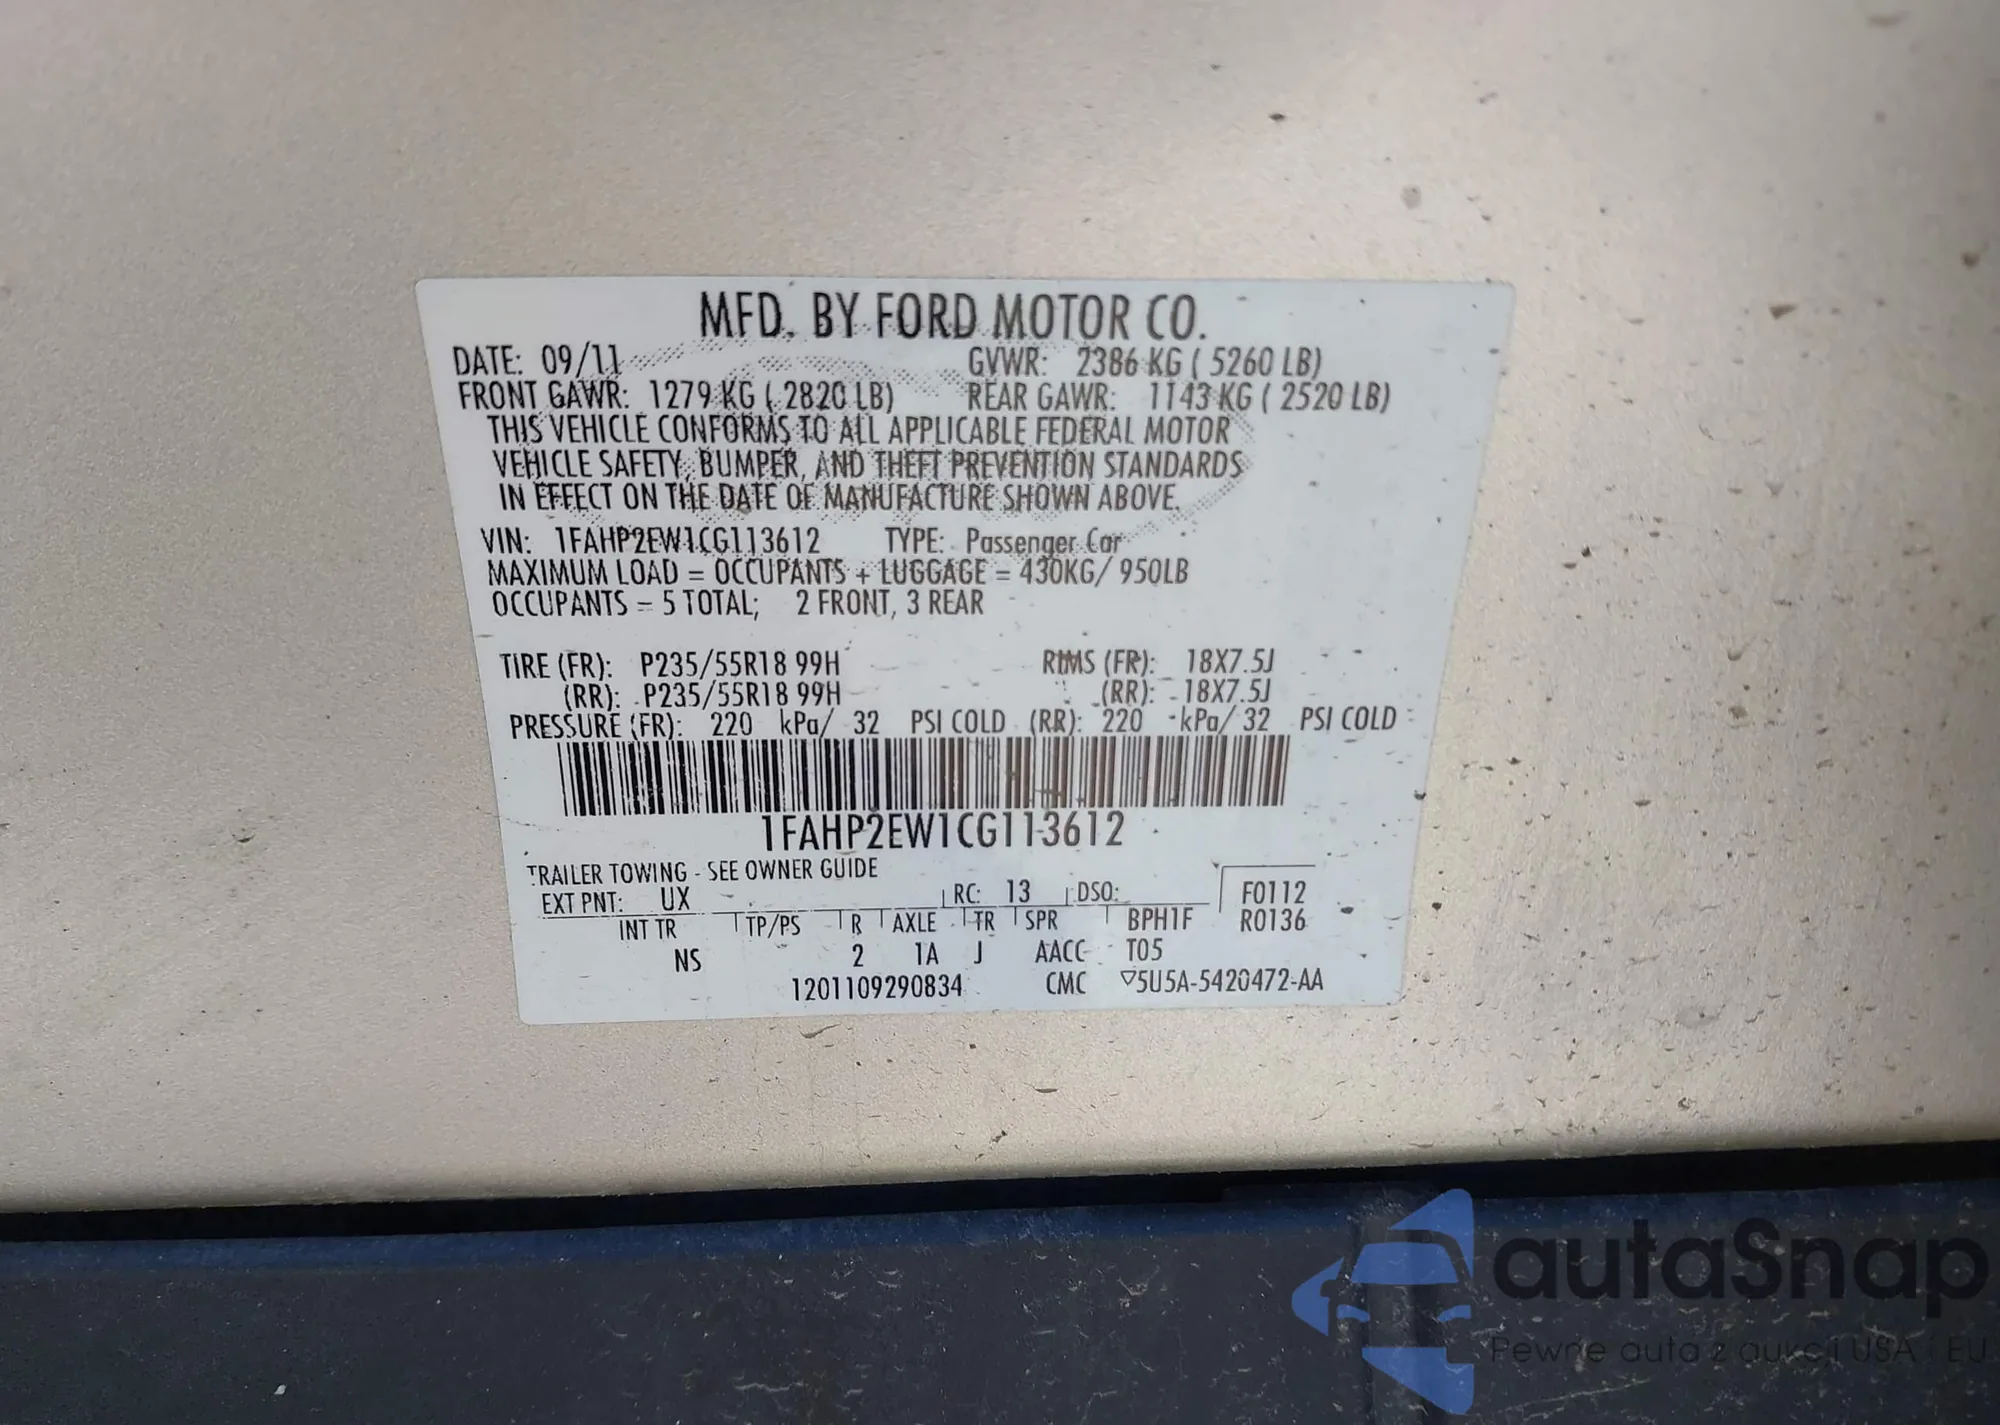 MFD. BY FORD MOTOR CO.
DATE: 09/11 GVWR: 2386 KG ( 5260 LB)
FRONT GAWR: 1279 KG ( 2820 LB) REAR GAWR: 1143 KG ( 2520 LB)
THIS VEHICLE CONFORMS TO ALL APPLICABLE FEDERAL MOTOR
VEHICLE SAFETY, BUMPER, AND THEFT PREVENTION STANDARDS
IN EFFECT ON THE DATE OF MANUFACTURE SHOWN ABOVE.
VIN: 1FAHP2EW1CG113612 TYPE: Passenger Car
MAXIMUM LOAD = OCCUPANTS + LUGGAGE = 430KG/ 950LB
OCCUPANTS = 5 TOTAL; 2 FRONT, 3 REAR
TIRE (FR): P235/55R18 99H RIMS (FR): 18X7.5J
(RR): P235/55R18 99H (RR): 18X7.5J
PRESSURE (FR): 220 kPa/ 32 PSI COLD (RR): 220 kPa/ 32 PSI COLD
1FAHP2EW1CG113612
TRAILER TOWING - SEE OWNER GUIDE
EXT PNT: UX RC: 13 DSO: F0112
INT TR TP/PS R AXLE TR SPR BPH1F R0136
NS 2 1A J AACC T05
1201109290834 CMC ▽5U5A-5420472-AA
autaSnap
Pewne auta z aukcji USA i EU